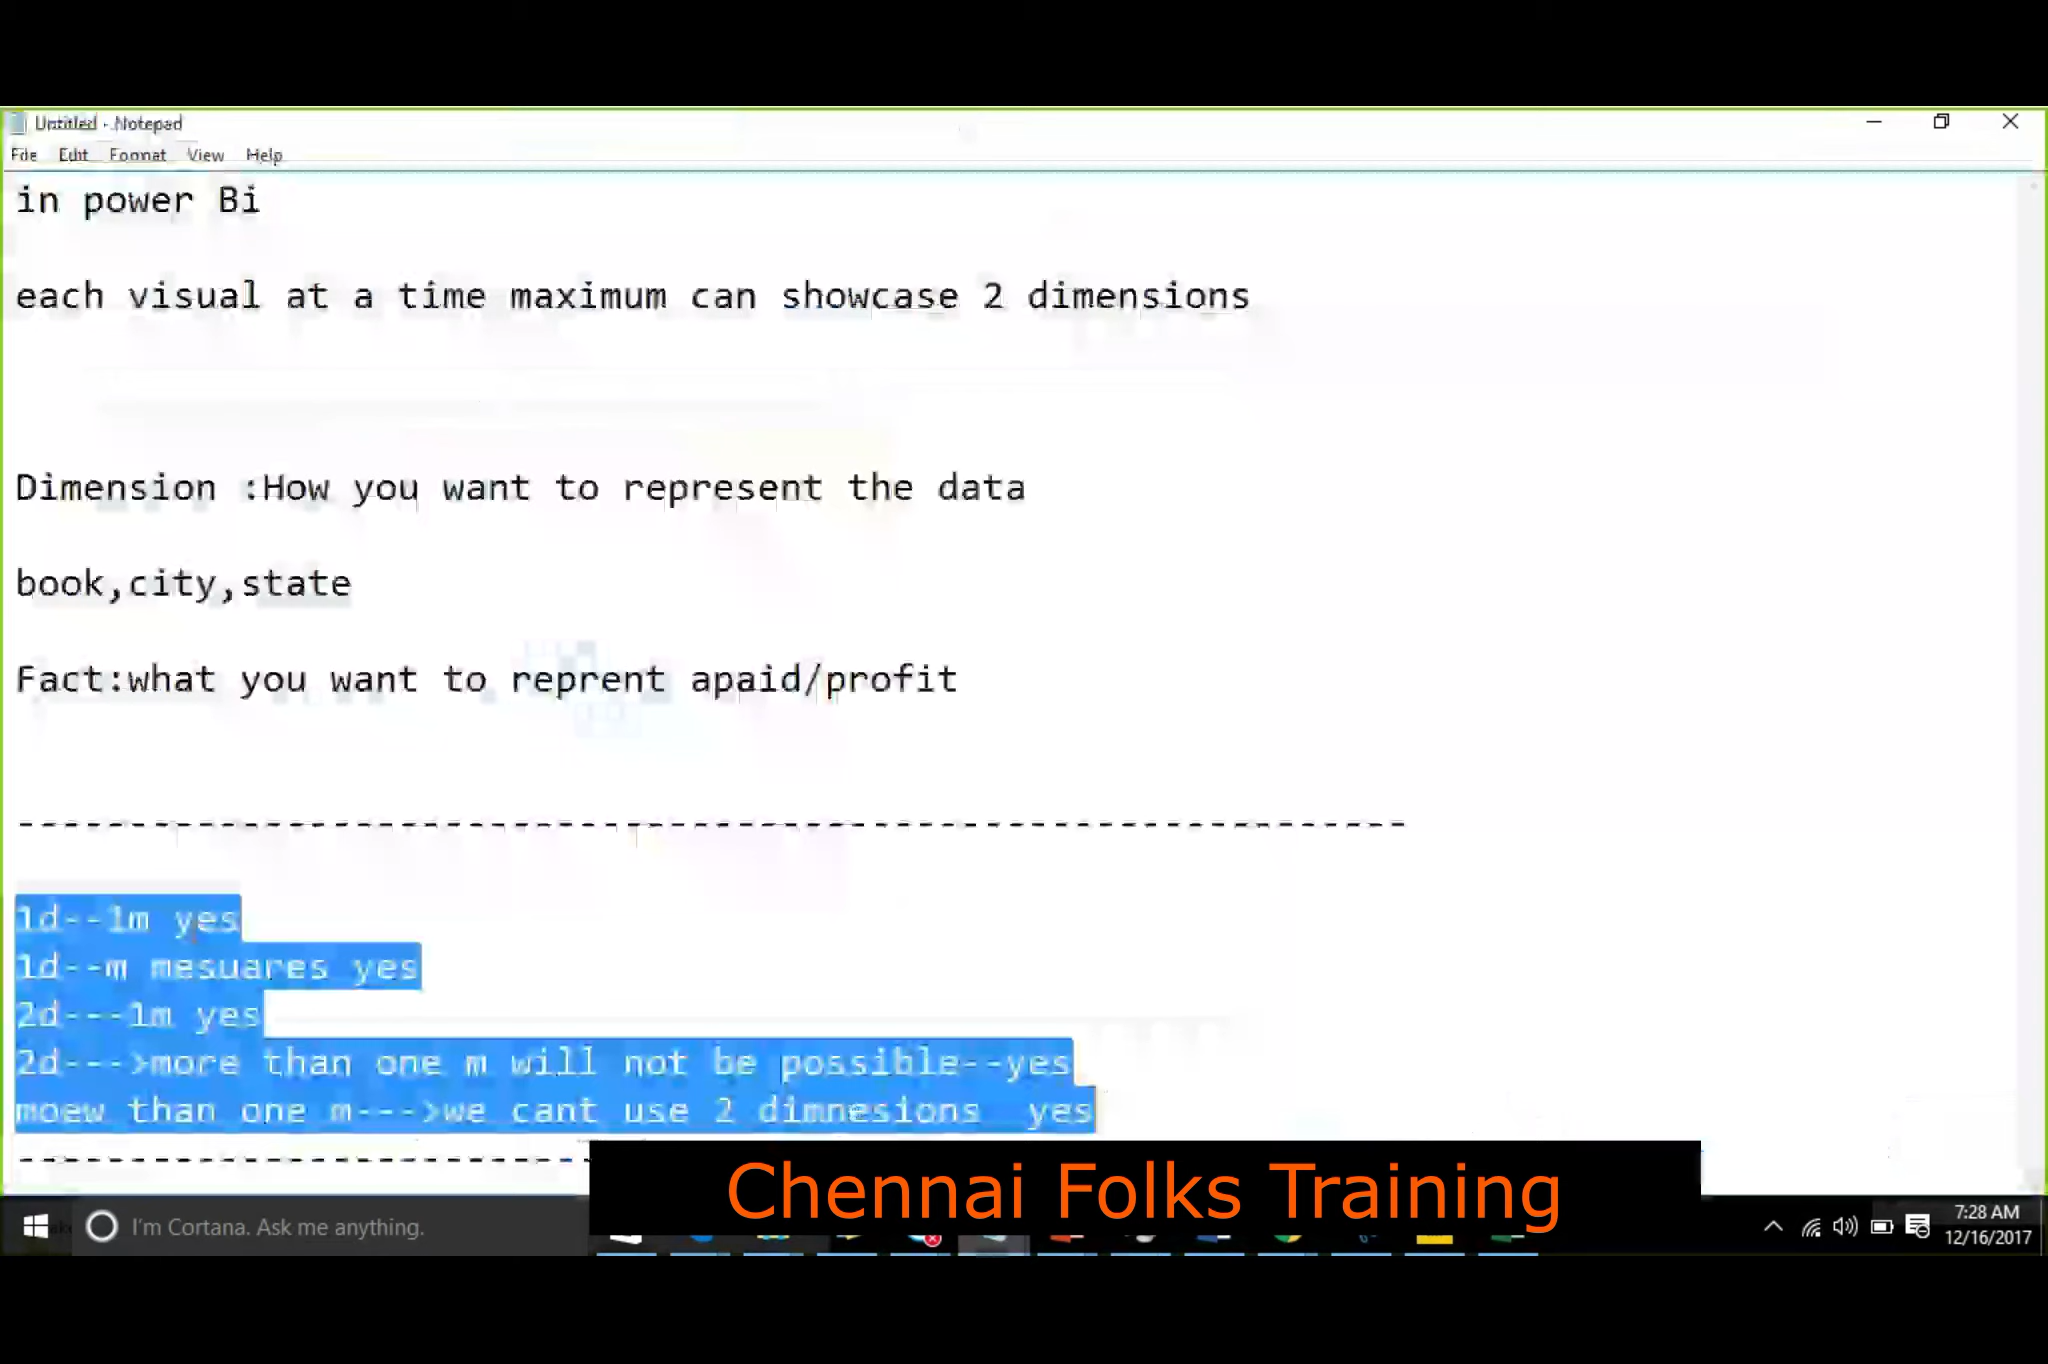 Untitled - Notepad
File Edit Format View Help
in power Bi
each visual at a time maximum can showcase 2 dimensions
Dimension :How you want to represent the data
book,city,state
Fact:what you want to reprent apaid/profit
--------------------------------------------------------------
1d--1m yes
1d--m mesuares yes
2d---1m yes
2d--->more than one m will not be possible--yes
moew than one m--->we cant use 2 dimnesions  yes
--------------------------
Chennai Folks Training
I'm Cortana. Ask me anything.
7:28 AM
12/16/2017